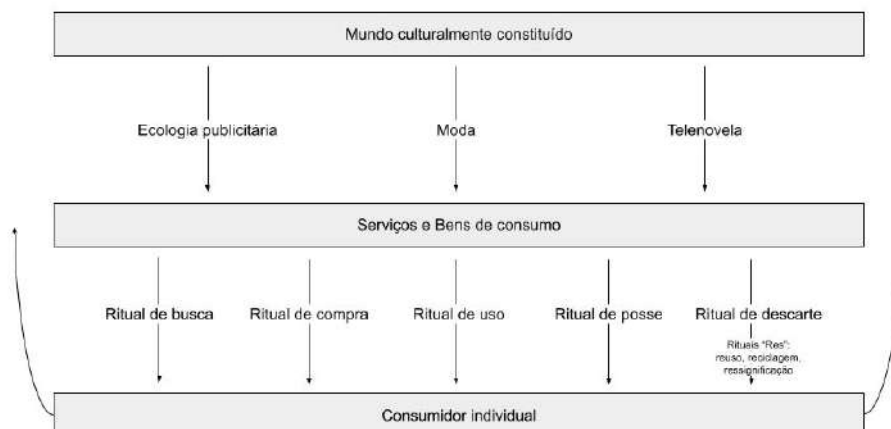 Mundo culturalmente constituído
Ecologia publicitária
Moda
Telenovela
Serviços e Bens de consumo
Ritual de busca
Ritual de compra
Ritual de uso
Ritual de posse
Ritual de descarte
Rituais "Res":
reuso, reciclagem,
ressignificação
Consumidor individual